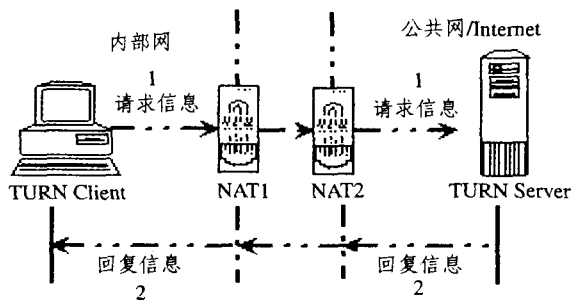 内部网
公共网/Internet
1
请求信息
1
请求信息
TURN Client
NAT1
NAT2
TURN Server
回复信息
2
回复信息
2